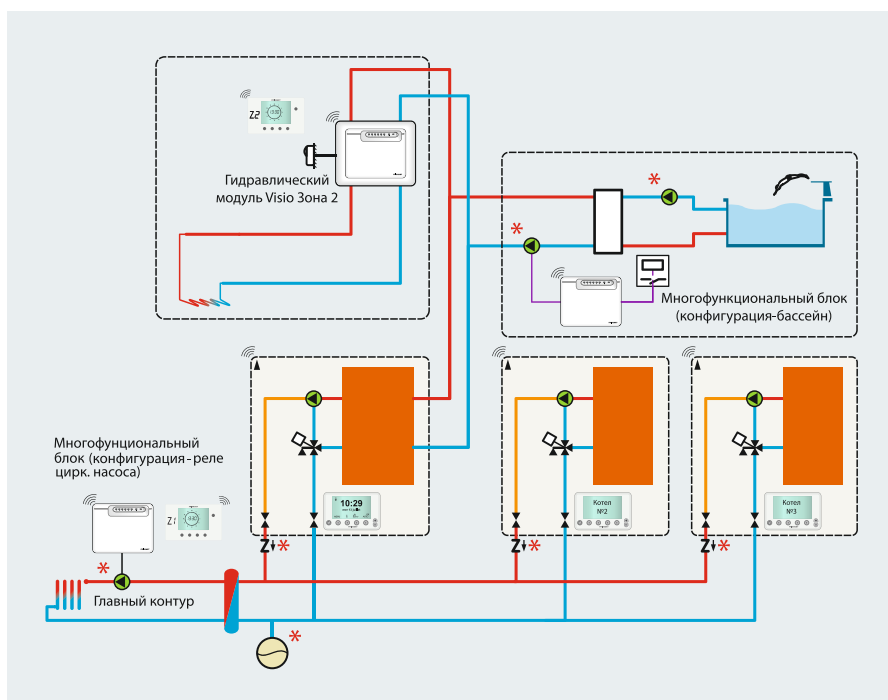 Z2
Гидравлический
модуль Visio Зона 2
*
*
Многофункциональный блок
(конфигурация-бассейн)
Многофунциональный
блок (конфигурация-реле
цирк. насоса)
Z1
10:29
Котел
№2
Котел
№3
Z
*
Z
*
Z
*
*
Главный контур
*